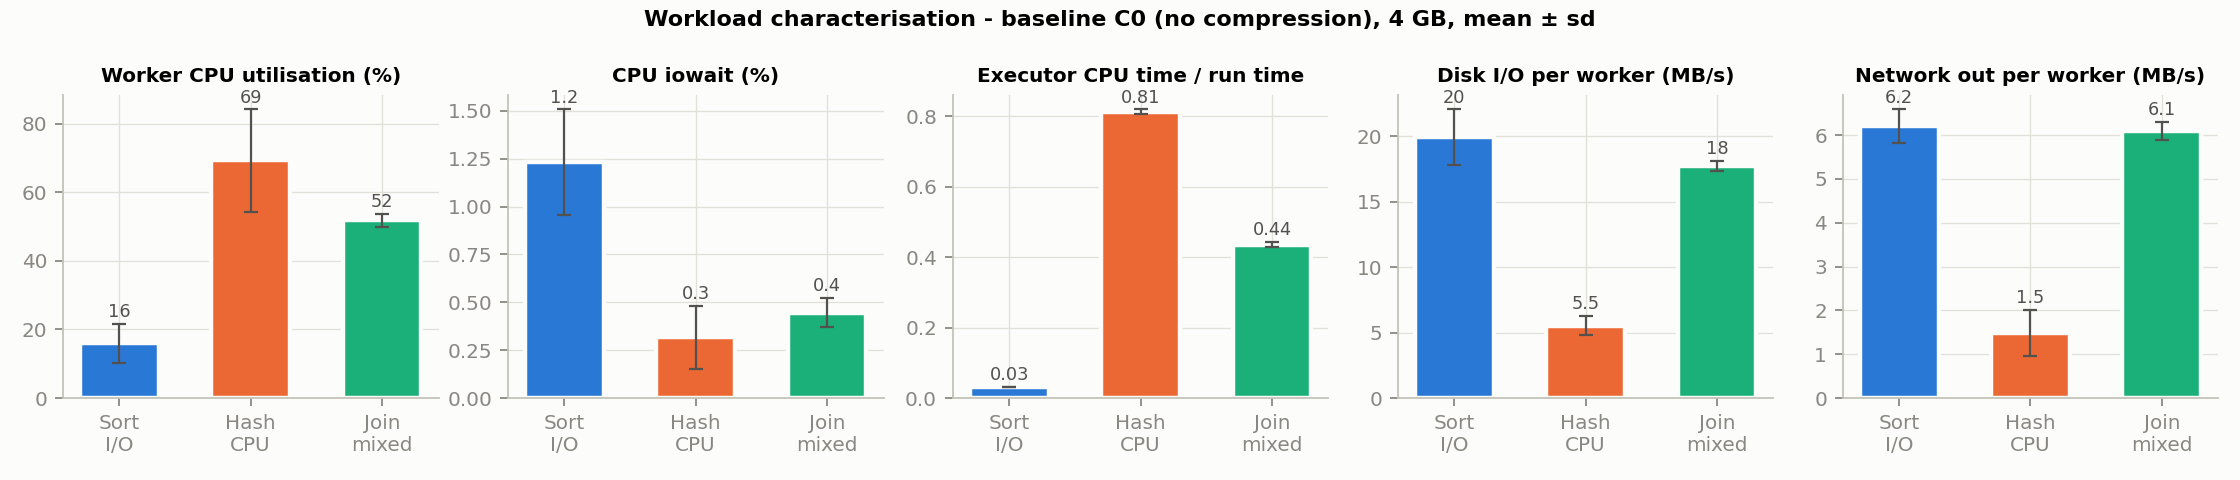 Workload characterisation - baseline C0 (no compression), 4 GB, mean ± sd
Worker CPU utilisation (%)
80
60
40
20
0
16
69
52
Sort
I/O
Hash
CPU
Join
mixed
CPU iowait (%)
1.50
1.25
1.00
0.75
0.50
0.25
0.00
1.2
0.3
0.4
Sort
I/O
Hash
CPU
Join
mixed
Executor CPU time / run time
0.8
0.6
0.4
0.2
0.0
0.03
0.81
0.44
Sort
I/O
Hash
CPU
Join
mixed
Disk I/O per worker (MB/s)
20
15
10
5
0
20
5.5
18
Sort
I/O
Hash
CPU
Join
mixed
Network out per worker (MB/s)
6
5
4
3
2
1
0
6.2
1.5
6.1
Sort
I/O
Hash
CPU
Join
mixed